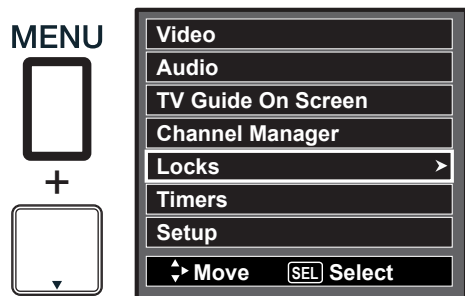 MENU
+
Video
Audio
TV Guide On Screen
Channel Manager
Locks
Timers
Setup
Move SEL Select